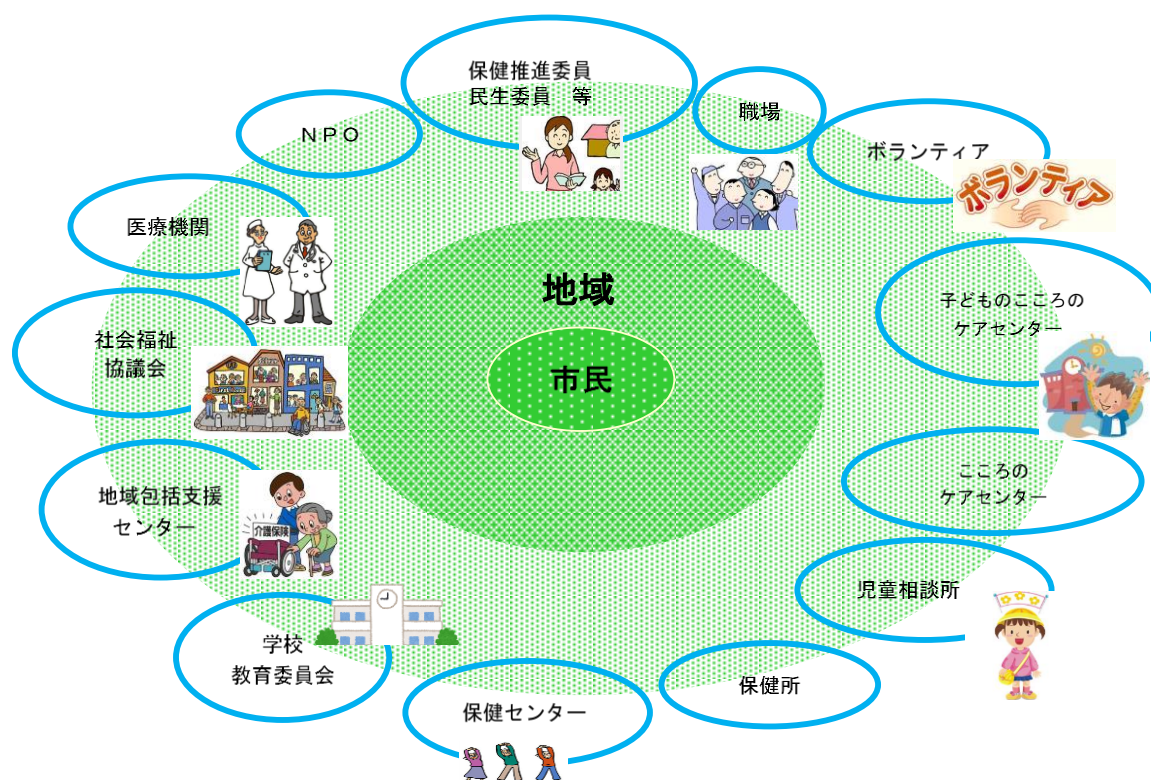 保健推進委員
民生委員　等
職場
ＮＰＯ
ボランティア
ボランティア
医療機関
地域
子どものこころの
ケアセンター
社会福祉
協議会
市民
こころの
ケアセンター
地域包括支援
センター
介護保険
児童相談所
学校
教育委員会
保健所
保健センター